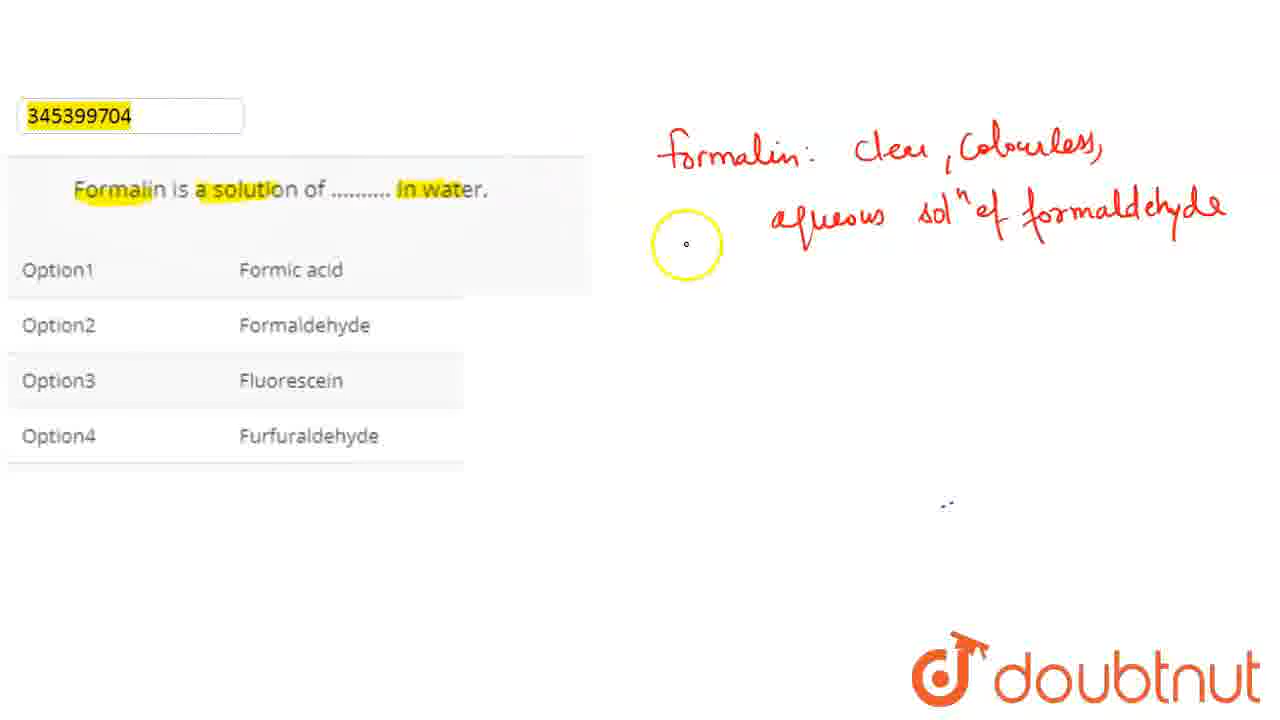 345399704
Formalin is a solution of .......... In water.
Option1 Formic acid
Option2 Formaldehyde
Option3 Fluorescein
Option4 Furfuraldehyde
formalin: clear, Colourless,
aqueous solⁿ of formaldehyde
doubtnut